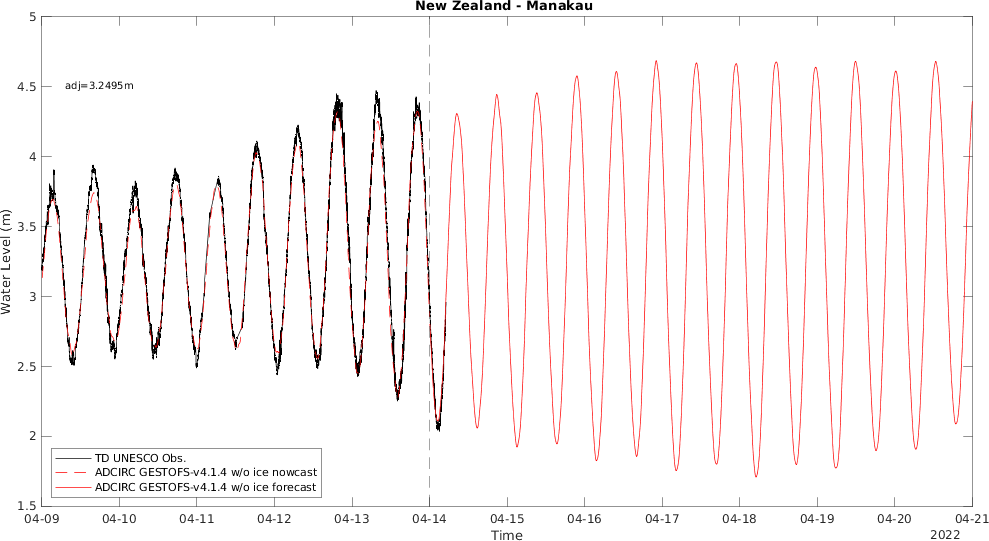 New Zealand - Manakau
adj=3.2495m
5
4.5
4
3.5
3
2.5
2
1.5
Water Level (m)
TD UNESCO Obs.
ADCIRC GESTOFS-v4.1.4 w/o ice nowcast
ADCIRC GESTOFS-v4.1.4 w/o ice forecast
04-09 04-10 04-11 04-12 04-13 04-14 04-15 04-16 04-17 04-18 04-19 04-20 04-21
Time
2022